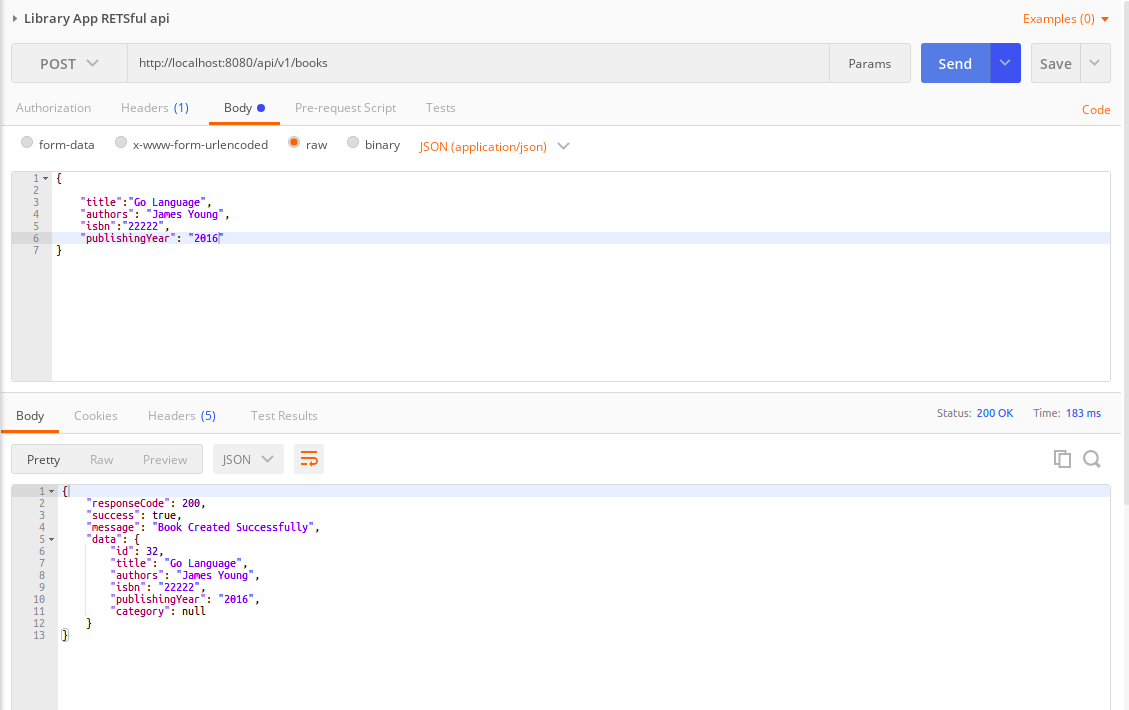 Library App RETSful api
Examples (0)
POST http://localhost:8080/api/v1/books Params Send Save
Authorization Headers (1) Body Pre-request Script Tests Code
form-data x-www-form-urlencoded raw binary JSON (application/json)
1 {
2
3 "title":"Go Language",
4 "authors": "James Young",
5 "isbn":"22222",
6 "publishingYear": "2016"
7 }
Body Cookies Headers (5) Test Results Status: 200 OK Time: 183 ms
Pretty Raw Preview JSON
1 {
2 "responseCode": 200,
3 "success": true,
4 "message": "Book Created Successfully",
5 "data": {
6 "id": 32,
7 "title": "Go Language",
8 "authors": "James Young",
9 "isbn": "22222",
10 "publishingYear": "2016",
11 "category": null
12 }
13 }